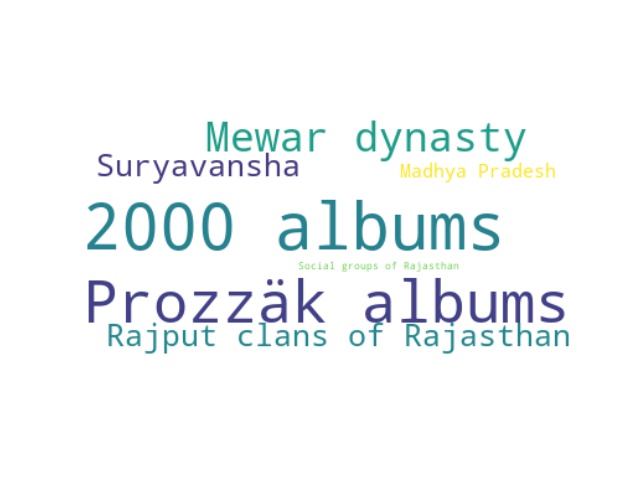 Mewar dynasty
Suryavansha
Madhya Pradesh
2000 albums
Social groups of Rajasthan
Prozzäk albums
Rajput clans of Rajasthan